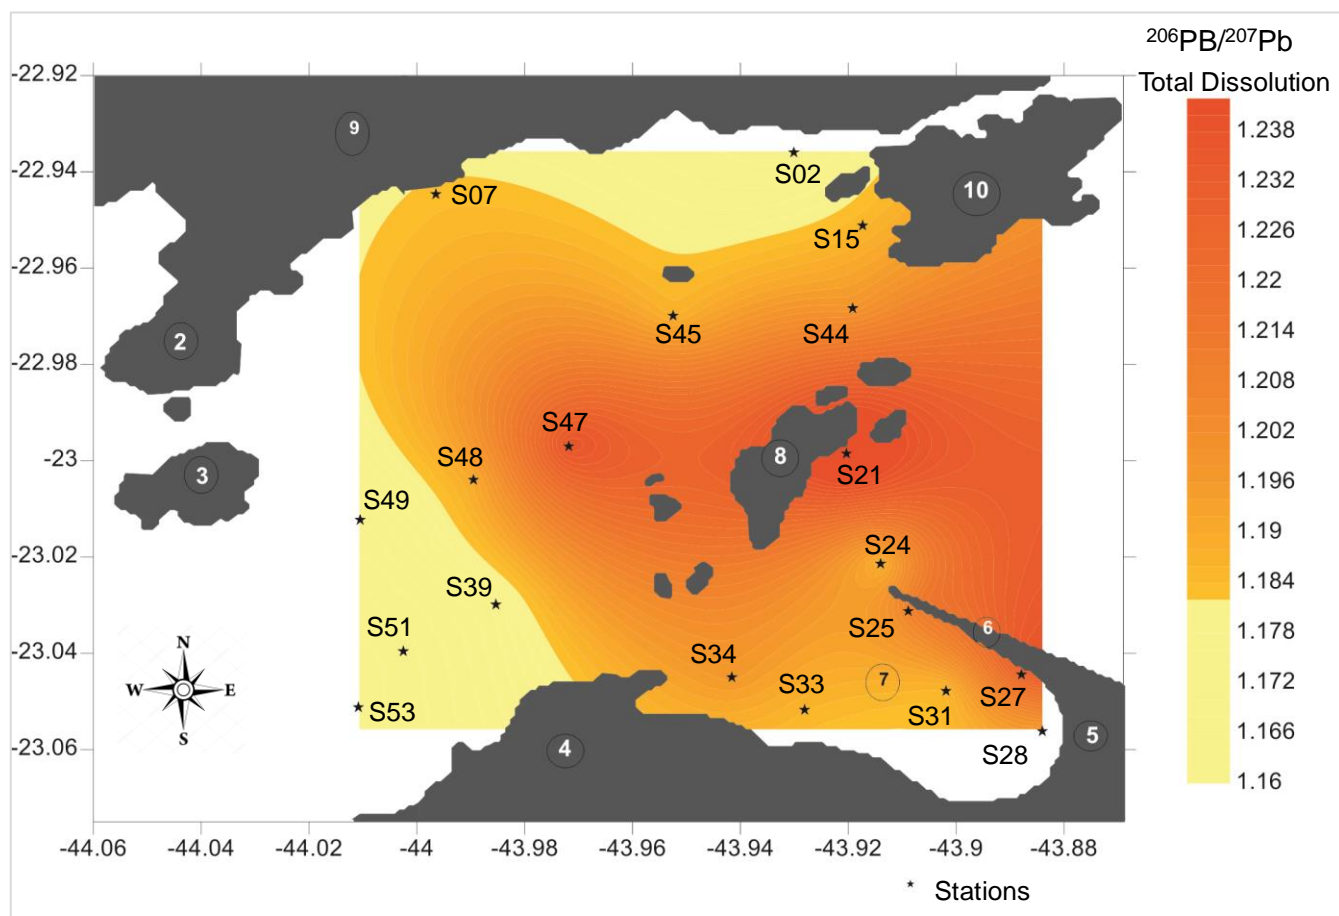 ²⁰⁶PB/²⁰⁷Pb
Total Dissolution
-22.92
-22.94
-22.96
-22.98
-23
-23.02
-23.04
-23.06
-44.06 -44.04 -44.02 -44 -43.98 -43.96 -43.94 -43.92 -43.9 -43.88
1.238
1.232
1.226
1.22
1.214
1.208
1.202
1.196
1.19
1.184
1.178
1.172
1.166
1.16
9
S02
10
S07
S15
2
S45
S44
S47
8
S48
3
S21
S49
S24
S39
S25
6
S51
S34
7
S33
S27
S31
S53
4
5
S28
N
W E
S
Stations